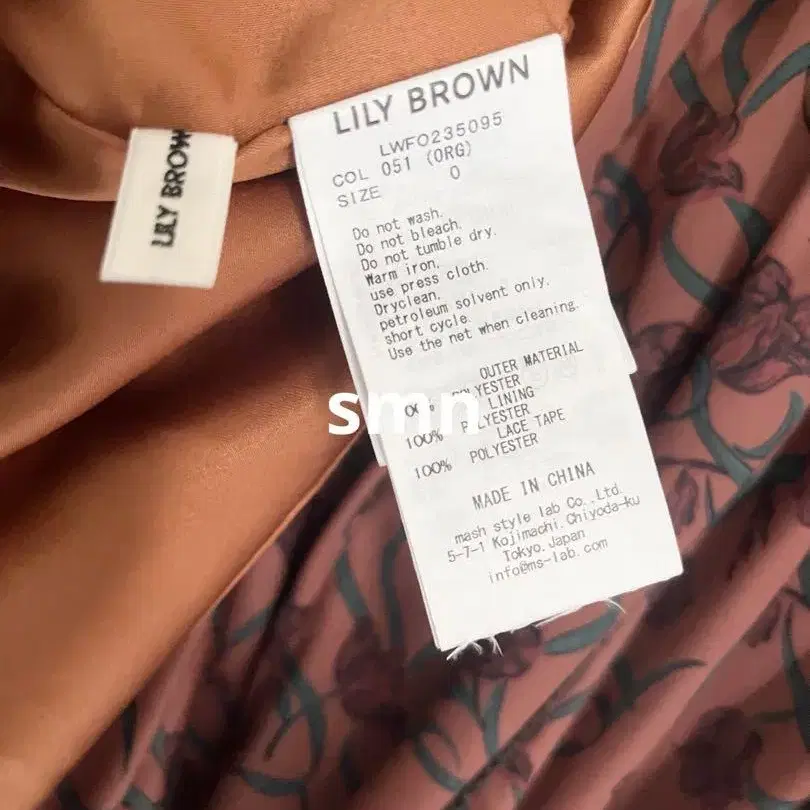 LILY BROWN
LILY BROWN
LWFO235095
COL 051 (ORG)
SIZE 0
Do not wash.
Do not bleach.
Do not tumble dry.
Warm iron,
use press cloth.
Dryclean,
petroleum solvent only,
short cycle.
Use the net when cleaning.
OUTER MATERIAL
LINING
100% POLYESTER
LACE TAPE
100% POLYESTER
smn
MADE IN CHINA
mash style lab Co.,Ltd.
5-7-1 Kojimachi,Chiyoda-ku
Tokyo,Japan
info@ms-lab.com